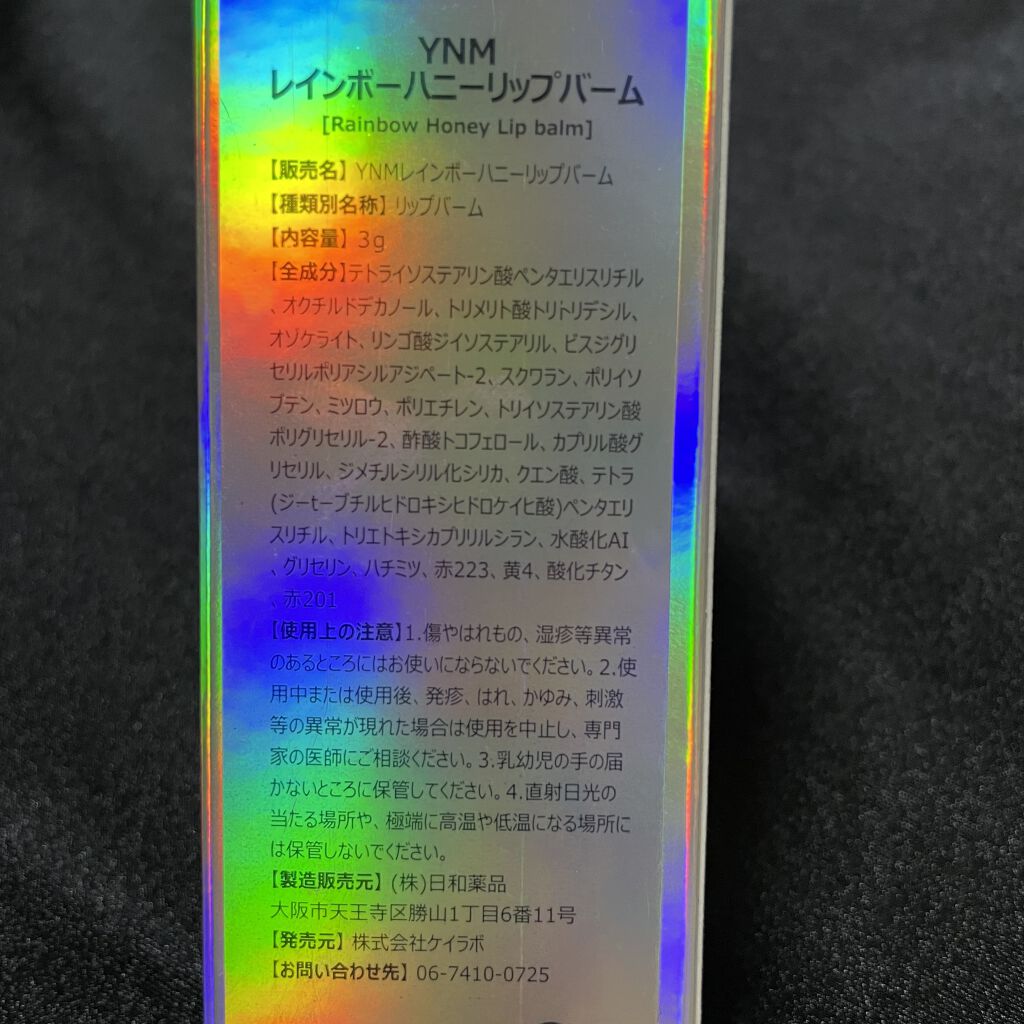 YNM
レインボーハニーリップバーム
[Rainbow Honey Lip balm]
【販売名】 YNMレインボーハニーリップバーム
【種類別名称】 リップバーム
【内容量】 3g
【全成分】テトライソステアリン酸ペンタエリスリチル
、オクチルドデカノール、トリメリト酸トリトリデシル、
オゾケライト、リンゴ酸ジイソステアリル、ビスジグリ
セリルポリアシルアジペート-2、スクワラン、ポリイソ
ブテン、ミツロウ、ポリエチレン、トリイソステアリン酸
ポリグリセリル-2、酢酸トコフェロール、カプリル酸グ
リセリル、ジメチルシリル化シリカ、クエン酸、テトラ
(ジーtーブチルヒドロキシヒドロケイヒ酸)ペンタエリ
スリチル、トリエトキシカプリリルシラン、水酸化AI
、グリセリン、ハチミツ、赤223、黄4、酸化チタン
、赤201
【使用上の注意】1.傷やはれもの、湿疹等異常
のあるところにはお使いにならないでください。2.使
用中または使用後、発疹、はれ、かゆみ、刺激
等の異常が現れた場合は使用を中止し、専門
家の医師にご相談ください。3.乳幼児の手の届
かないところに保管してください。4.直射日光の
当たる場所や、極端に高温や低温になる場所に
は保管しないでください。
【製造販売元】 (株)日和薬品
大阪市天王寺区勝山1丁目6番11号
【発売元】 株式会社ケイラボ
【お問い合わせ先】 06-7410-0725